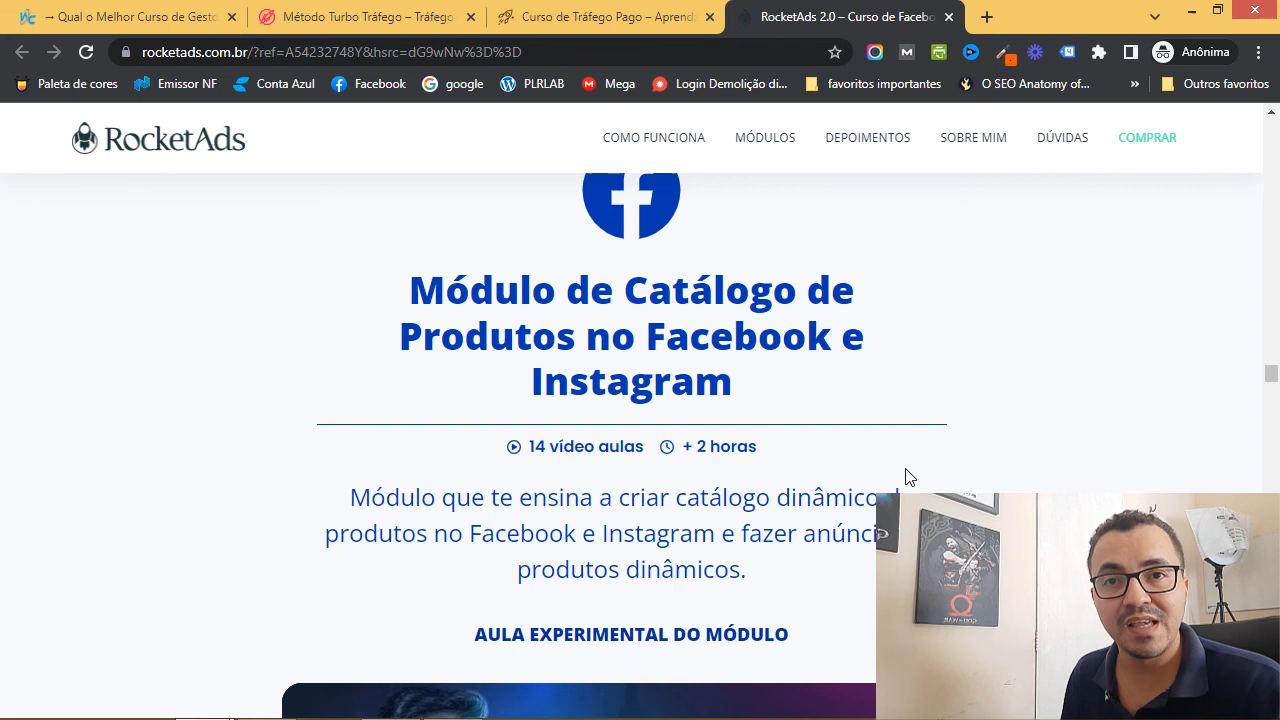 → Qual o Melhor Curso de Gesto
Método Turbo Tráfego – Tráfego
Curso de Tráfego Pago – Aprend
RocketAds 2.0 – Curso de Facebo
rocketads.com.br/?ref=A54232748Y&hsrc=dG9wNw%3D%3D
Anônima
Paleta de cores
Emissor NF
Conta Azul
Facebook
google
PLRLAB
Mega
Login Demolição di...
favoritos importantes
O SEO Anatomy of...
»
Outros favoritos
RocketAds
COMO FUNCIONA
MÓDULOS
DEPOIMENTOS
SOBRE MIM
DÚVIDAS
COMPRAR
Módulo de Catálogo de
Produtos no Facebook e
Instagram
14 vídeo aulas
+ 2 horas
Módulo que te ensina a criar catálogo dinâmico
produtos no Facebook e Instagram e fazer anúnci
produtos dinâmicos.
AULA EXPERIMENTAL DO MÓDULO